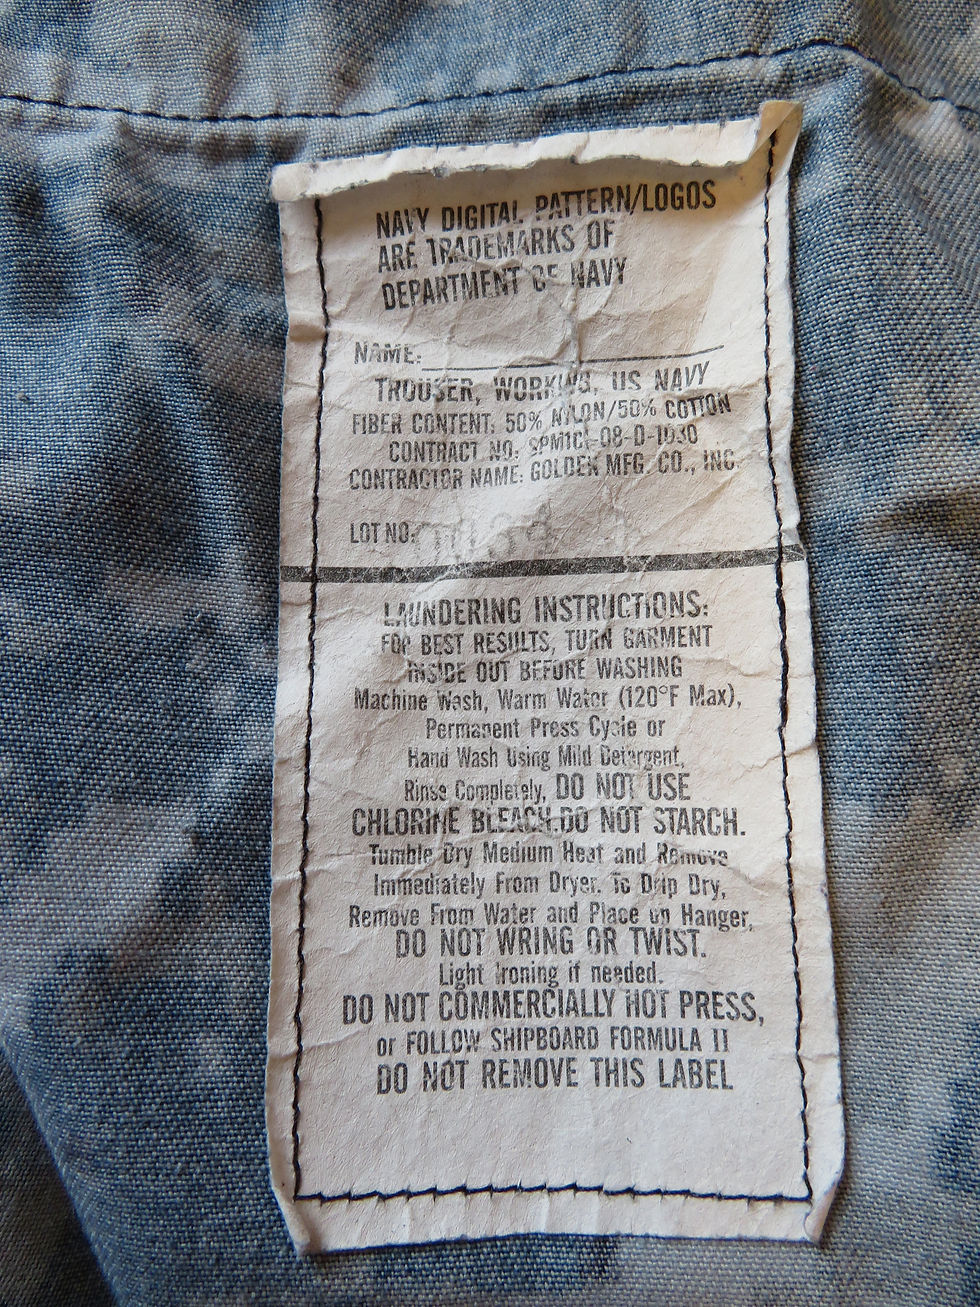 NAVY DIGITAL PATTERN/LOGOS
ARE TRADEMARKS OF
DEPARTMENT OF NAVY
NAME:
TROUSER, WORKING, US NAVY
FIBER CONTENT: 50% NYLON/50% COTTON
CONTRACT NO: SPM1C1-08-D-1030
CONTRACTOR NAME: GOLDEN MFG. CO., INC.
LOT NO:
LAUNDERING INSTRUCTIONS:
FOR BEST RESULTS, TURN GARMENT
INSIDE OUT BEFORE WASHING
Machine Wash, Warm Water (120°F Max),
Permanent Press Cycle or
Hand Wash Using Mild Detergent,
Rinse Completely, DO NOT USE
CHLORINE BLEACH.DO NOT STARCH.
Tumble Dry Medium Heat and Remove
Immediately From Dryer. To Drip Dry,
Remove From Water and Place on Hanger,
DO NOT WRING OR TWIST.
Light Ironing if needed.
DO NOT COMMERCIALLY HOT PRESS,
or FOLLOW SHIPBOARD FORMULA II
DO NOT REMOVE THIS LABEL